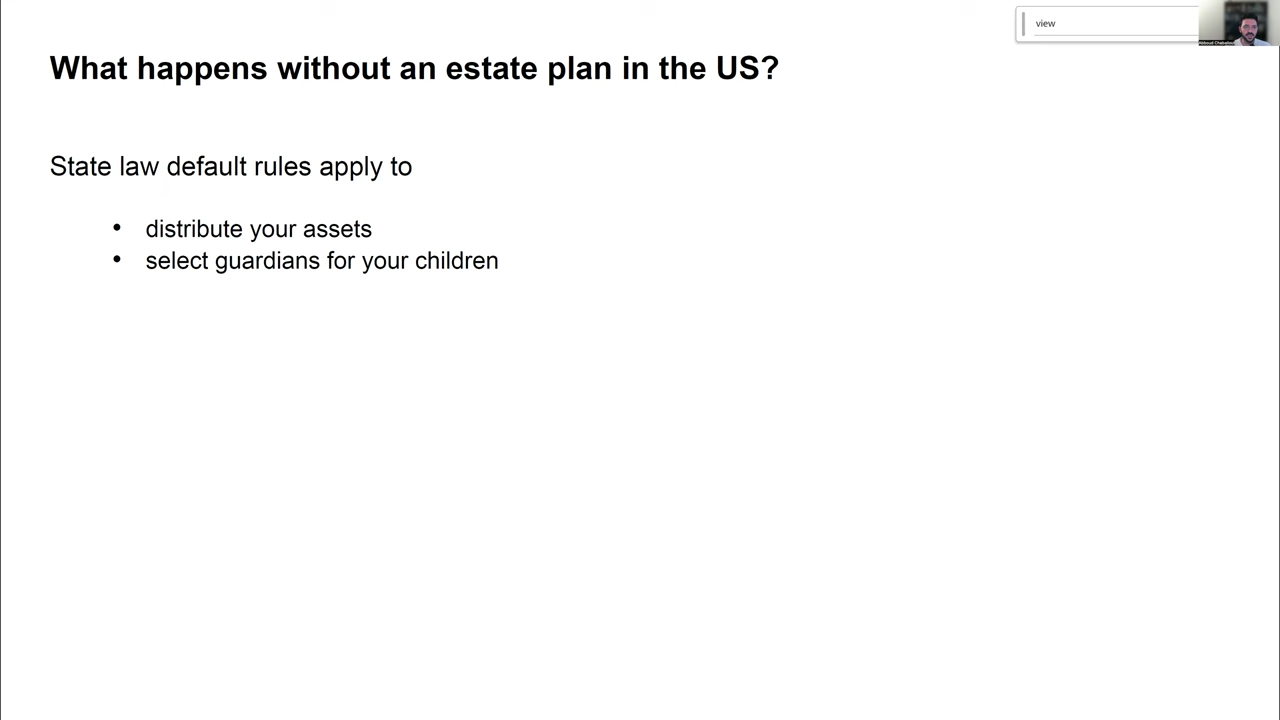 view
What happens without an estate plan in the US?
State law default rules apply to
• distribute your assets
• select guardians for your children